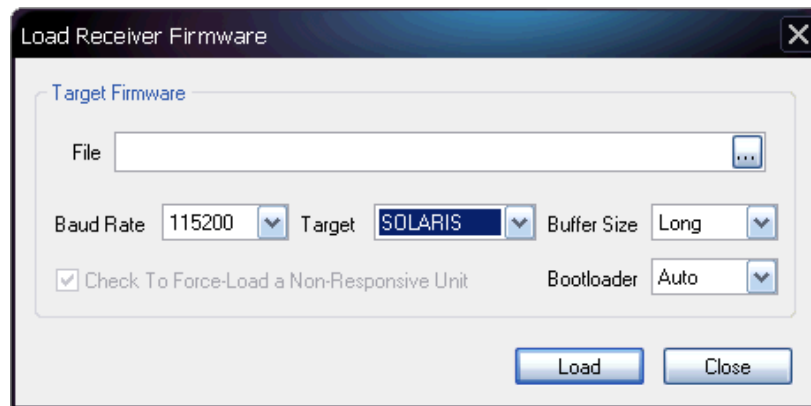 Load Receiver Firmware
Target Firmware
File ...
Baud Rate 115200 Target SOLARIS Buffer Size Long
Check To Force-Load a Non-Responsive Unit Bootloader Auto
Load Close